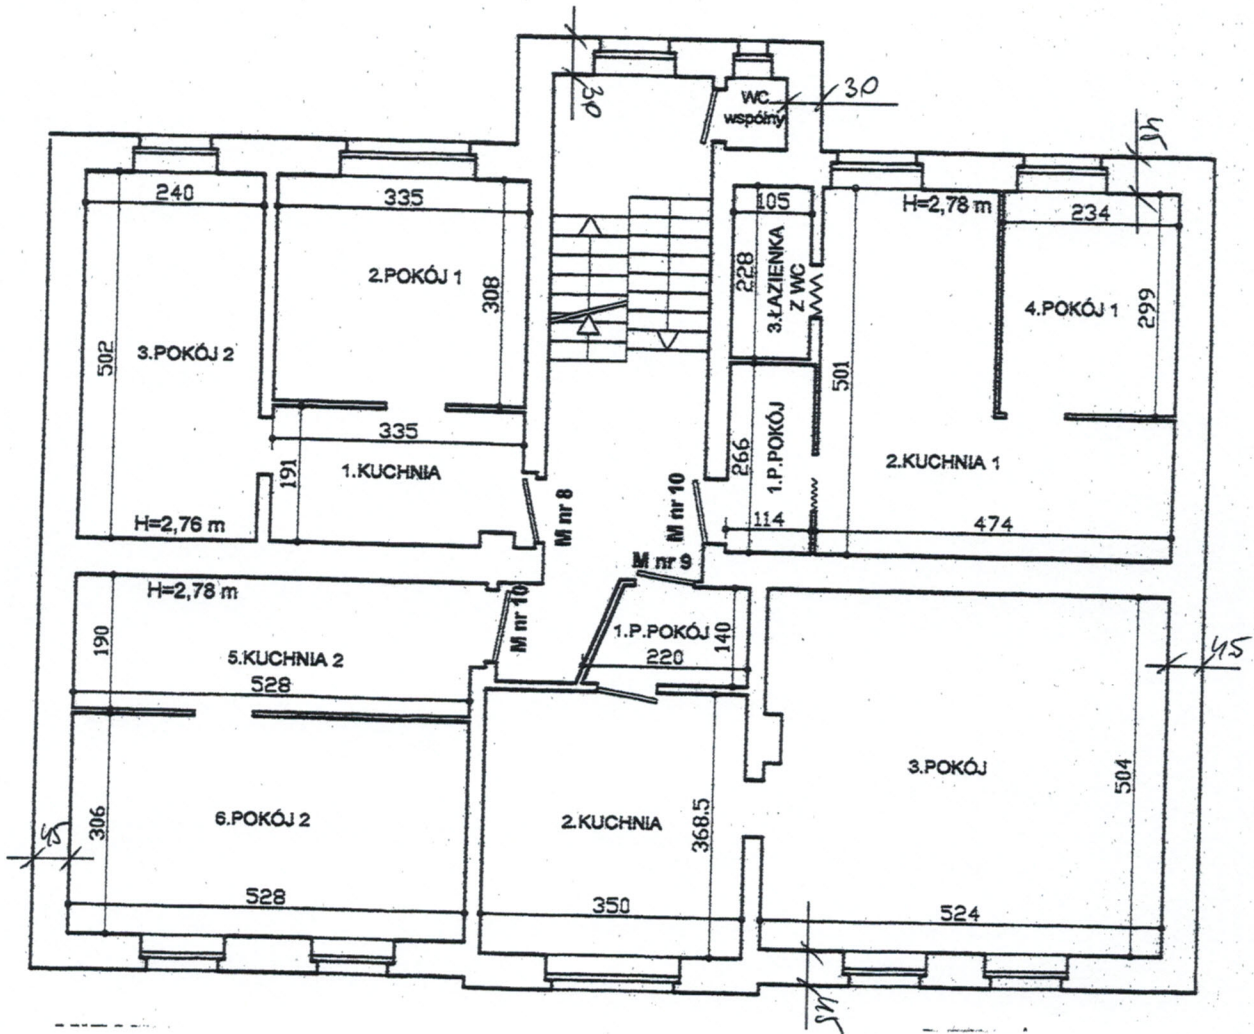 30
WC
wspólny
30
45
240
335
105
H=2,78 m
234
2.POKÓJ 1
308
228
3.ŁAZIENKA
Z WC
4.POKÓJ 1
299
3.POKÓJ 2
502
501
335
191
1.KUCHNIA
266
1.P.POKÓJ
2.KUCHNIA 1
H=2,76 m
M nr 8
M nr 10
114
474
M nr 9
H=2,78 m
M nr 10
190
5.KUCHNIA 2
1.P.POKÓJ
140
220
45
528
3.POKÓJ
504
306
6.POKÓJ 2
2.KUCHNIA
368.5
45
528
350
524
45